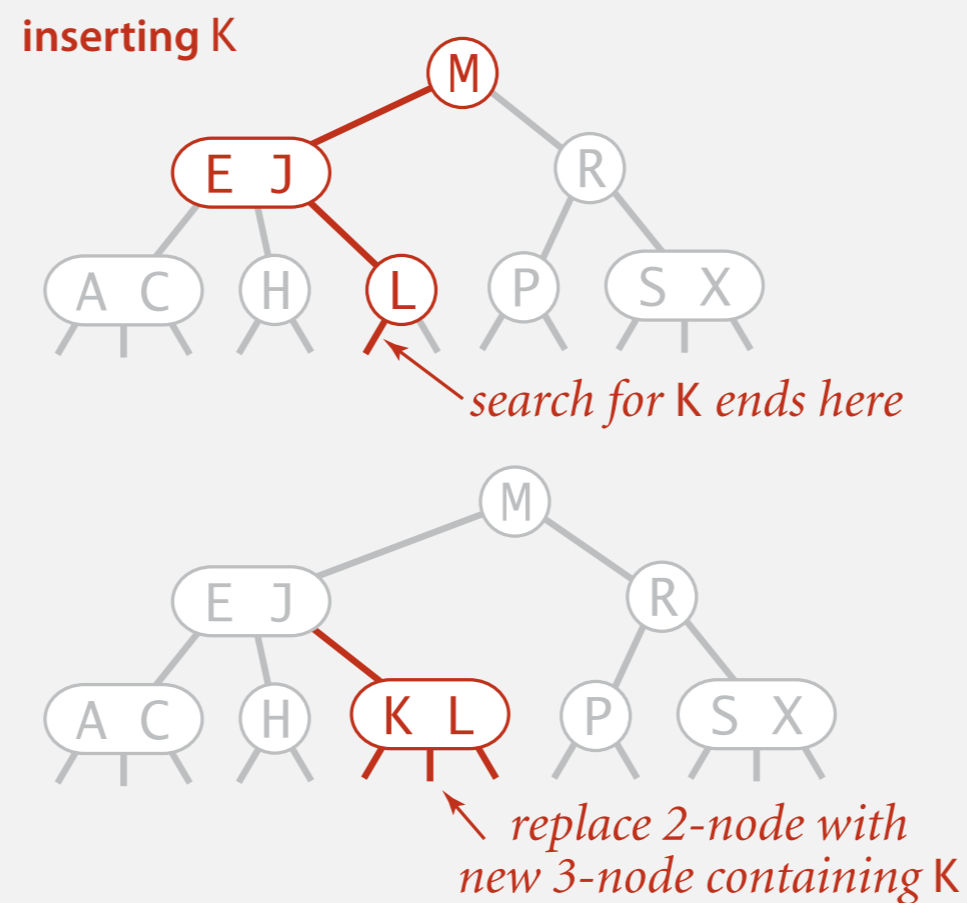 inserting K
M
E J
R
A C
H
L
P
S X
search for K ends here
M
E J
R
A C
H
K L
P
S X
replace 2-node with
new 3-node containing K